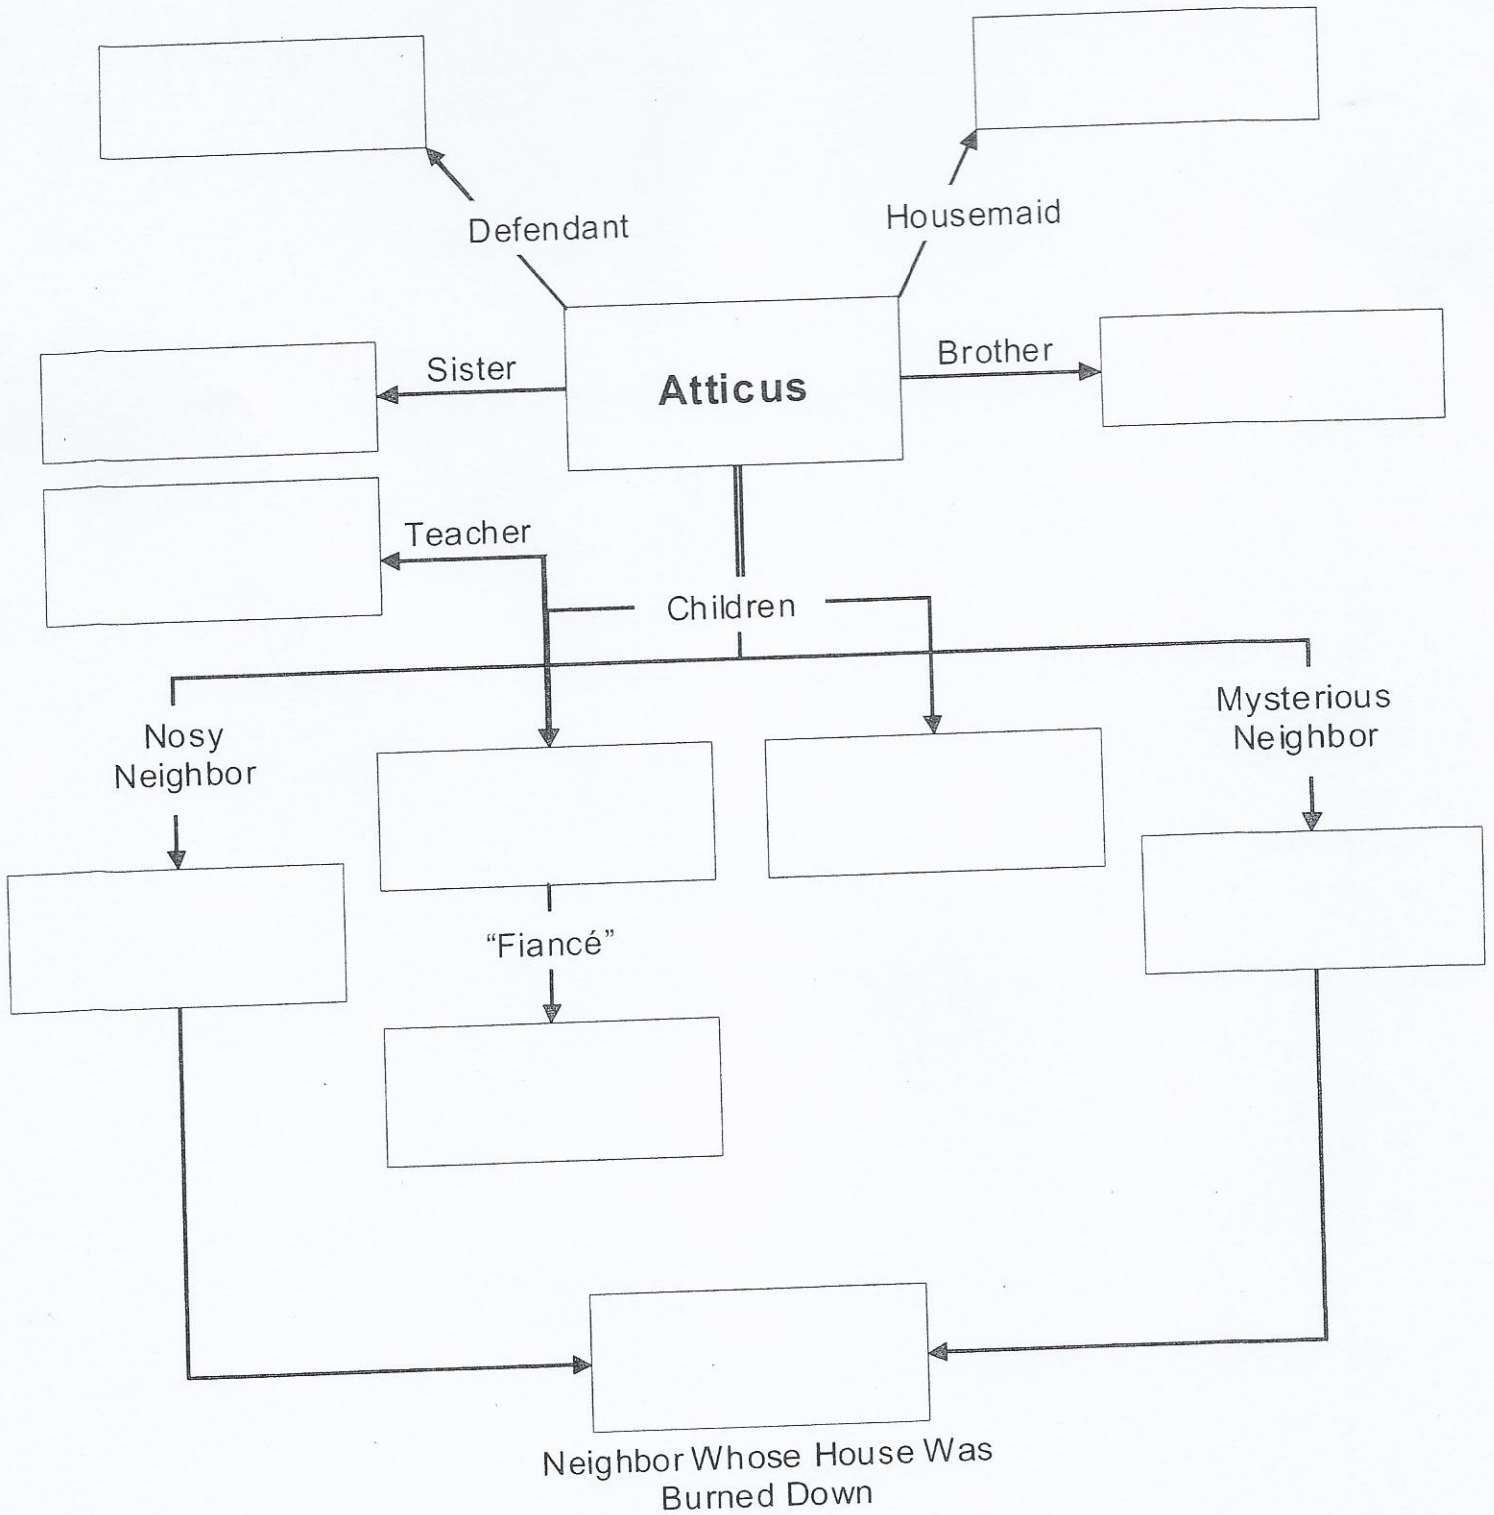 Defendant
Housemaid
Sister
Atticus
Brother
Teacher
Children
Nosy
Neighbor
Mysterious
Neighbor
“Fiancé”
Neighbor Whose House Was
Burned Down